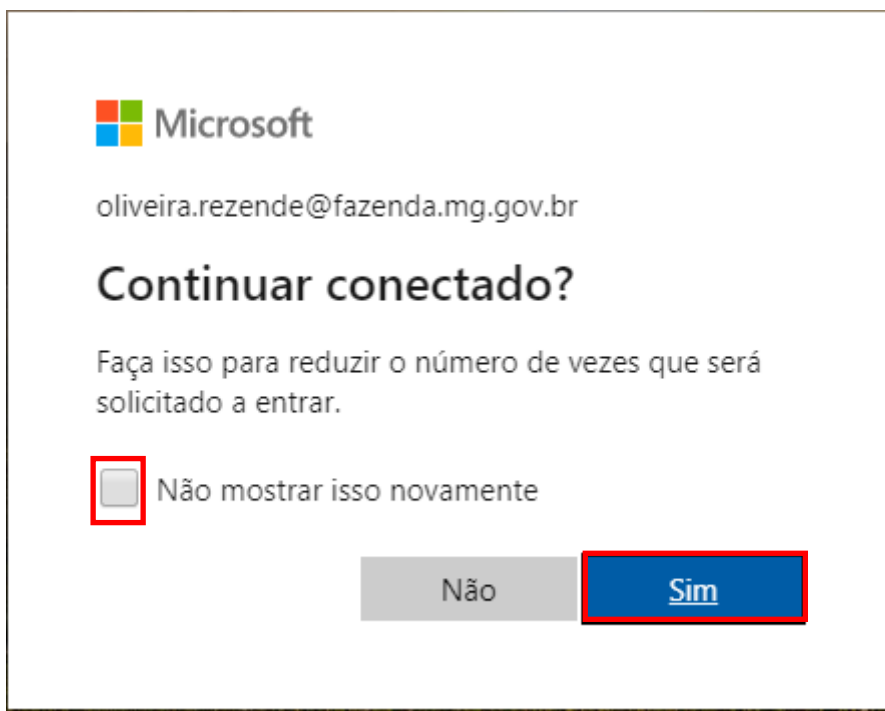 Microsoft
oliveira.rezende@fazenda.mg.gov.br
Continuar conectado?
Faça isso para reduzir o número de vezes que será
solicitado a entrar.
Não mostrar isso novamente
Não
Sim